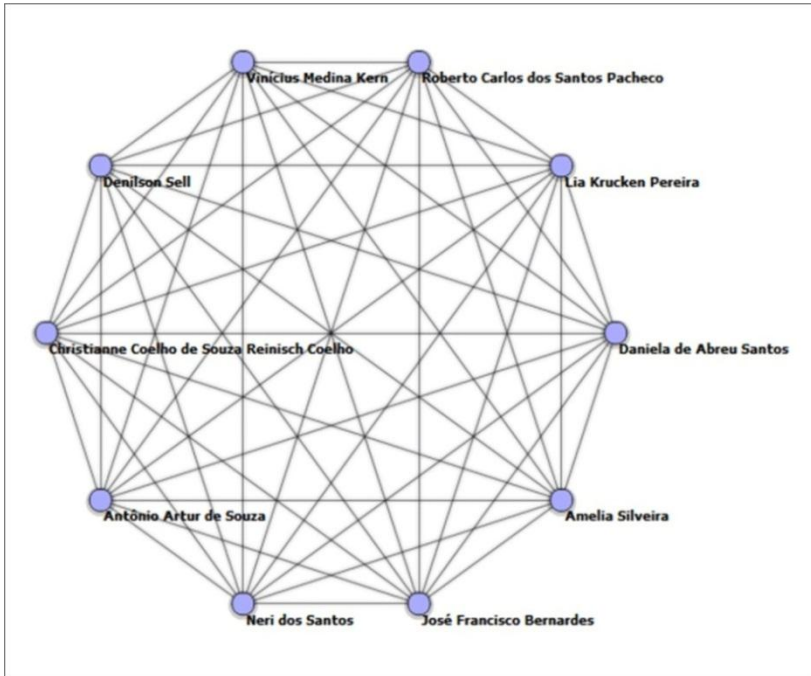 Vinícius Medina Kern
Roberto Carlos dos Santos Pacheco
Denilson Sell
Lia Krucken Pereira
Christianne Coelho de Souza Reinisch Coelho
Daniela de Abreu Santos
Antônio Artur de Souza
Amelia Silveira
Neri dos Santos
José Francisco Bernardes